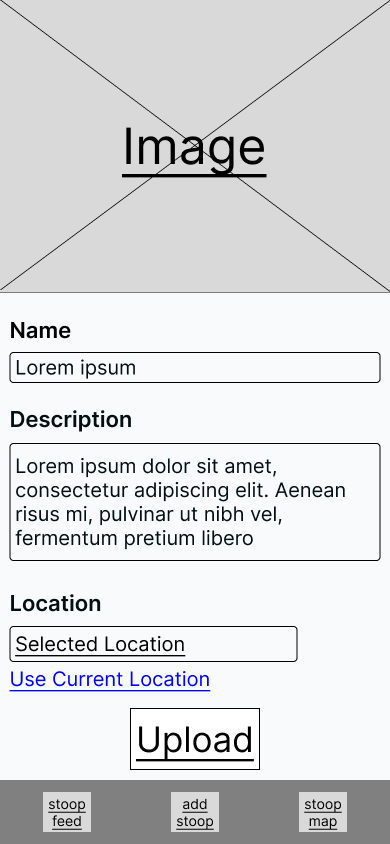 Image
Name
Lorem ipsum
Description
Lorem ipsum dolor sit amet,
consectetur adipiscing elit. Aenean
risus mi, pulvinar ut nibh vel,
fermentum pretium libero
Location
Selected Location
Use Current Location
Upload
stoop
feed
add
stoop
stoop
map